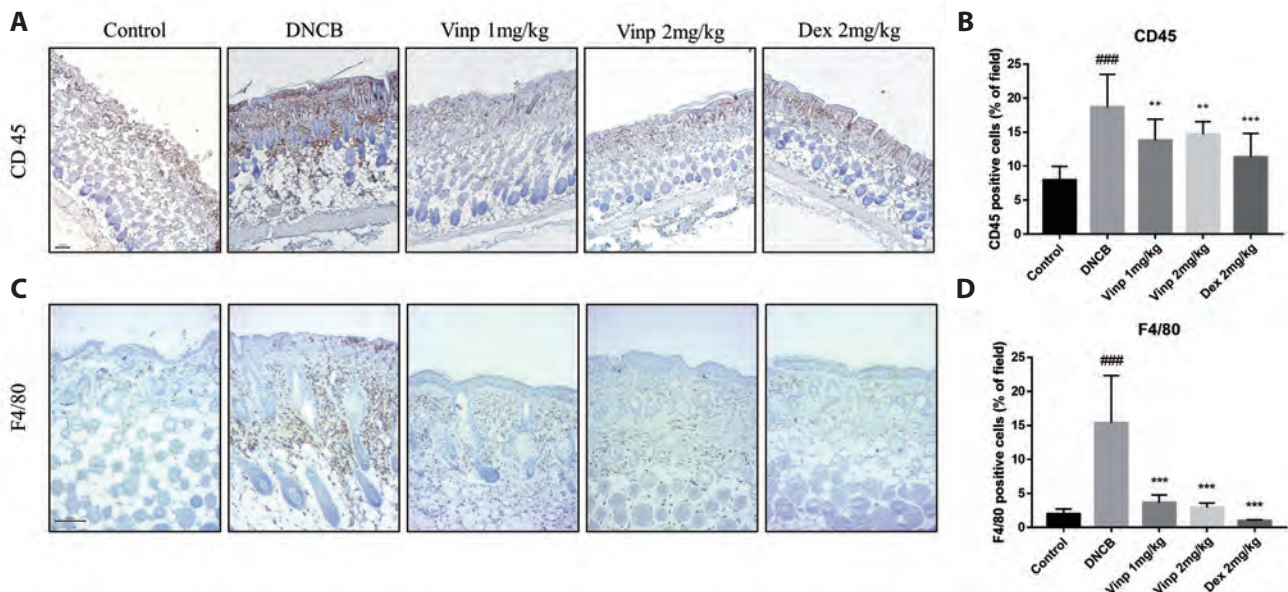 A
Control
DNCB
Vinp 1mg/kg
Vinp 2mg/kg
Dex 2mg/kg
CD 45
B
CD45
CD45 positive cells (% of field)
25
20
15
10
5
0
###
**
**
***
Control
DNCB
Vinp 1mg/kg
Vinp 2mg/kg
Dex 2mg/kg
C
F4/80
D
F4/80
F4/80 positive cells (% of field)
25
20
15
10
5
0
###
***
***
***
Control
DNCB
Vinp 1mg/kg
Vinp 2mg/kg
Dex 2mg/kg